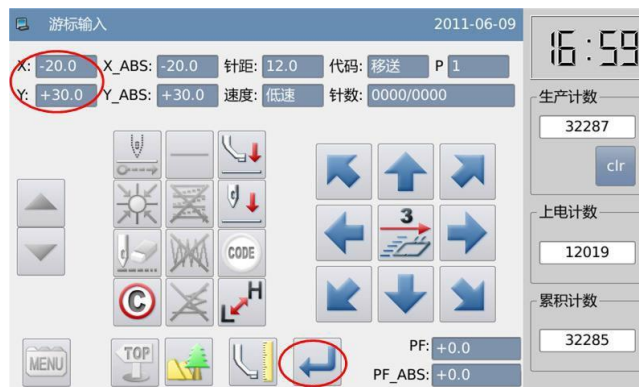 游标输入 2011-06-09
16:59
X: -20.0 X_ABS: -20.0 针距: 12.0 代码: 移送 P 1
Y: +30.0 Y_ABS: +30.0 速度: 低速 针数: 0000/0000
生产计数
32287
clr
上电计数
12019
累积计数
32285
3
CODE
C
H
MENU
TOP
PF: +0.0
PF_ABS: +0.0